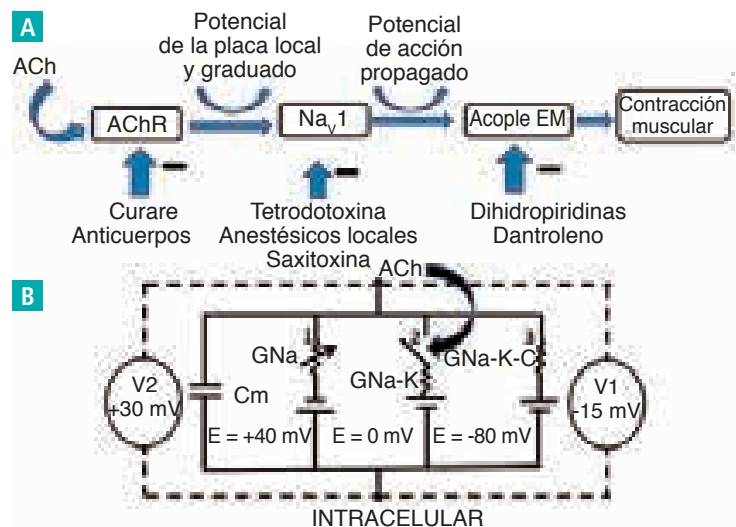 A
ACh
Potencial
de la placa local
y graduado
Potencial
de acción
propagado
AChR
Nav1
Acople EM
Contracción
muscular
Curare
Anticuerpos
Tetrodotoxina
Anestésicos locales
Saxitoxina
Dihidropiridinas
Dantroleno
B
ACh
V2
+30 mV
Cm
GNa
GNa-K
GNa-K-C
V1
-15 mV
E = +40 mV
E = 0 mV
E = -80 mV
INTRACELULAR